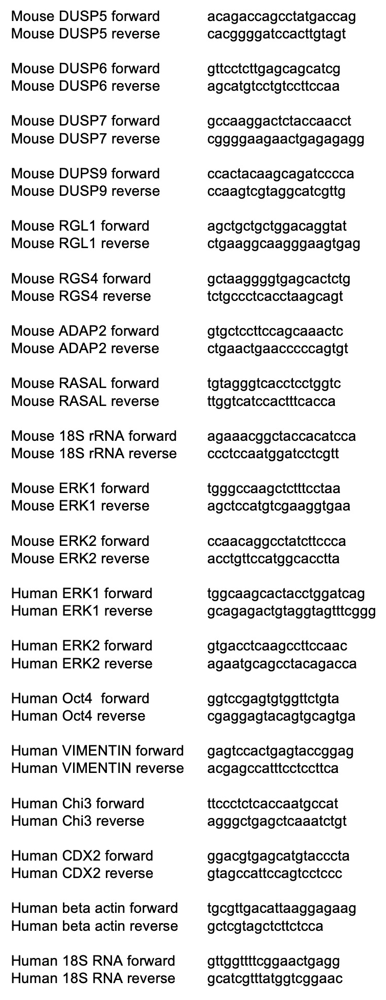 Mouse DUSP5 forward acagaccagcctatgaccag
Mouse DUSP5 reverse cacggggatccacttgtagt
Mouse DUSP6 forward gttcctcttgagcagcatcg
Mouse DUSP6 reverse agcatgtcctgtccttccaa
Mouse DUSP7 forward gccaaggactctaccaacct
Mouse DUSP7 reverse cggggaagaactgagagagg
Mouse DUPS9 forward ccactacaagcagatcccca
Mouse DUSP9 reverse ccaagtcgtaggcatcgttg
Mouse RGL1 forward agctgctgctggacaggtat
Mouse RGL1 reverse ctgaaggcaagggaagtgag
Mouse RGS4 forward gctaaggggtgagcactctg
Mouse RGS4 reverse tctgccctcacctaagcagt
Mouse ADAP2 forward gtgctccttccagcaaactc
Mouse ADAP2 reverse ctgaactgaacccccagtgt
Mouse RASAL forward tgtagggtcacctcctggtc
Mouse RASAL reverse ttggtcatccactttcacca
Mouse 18S rRNA forward agaaacggctaccacatcca
Mouse 18S rRNA reverse ccctccaatggatcctcgtt
Mouse ERK1 forward tgggccaagctctttcctaa
Mouse ERK1 reverse agctccatgtcgaaggtgaa
Mouse ERK2 forward ccaacaggcctatcttccca
Mouse ERK2 reverse acctgttccatggcacctta
Human ERK1 forward tggcaagcactacctggatcag
Human ERK1 reverse gcagagactgtaggtagtttcggg
Human ERK2 forward gtgacctcaagccttccaac
Human ERK2 reverse agaatgcagcctacagacca
Human Oct4 forward ggtccgagtgtggttctgta
Human Oct4 reverse cgaggagtacagtgcagtga
Human VIMENTIN forward gagtccactgagtaccggag
Human VIMENTIN reverse acgagccatttcctccttca
Human Chi3 forward ttccctctcaccaatgccat
Human Chi3 reverse agggctgagctcaaatctgt
Human CDX2 forward ggacgtgagcatgtacccta
Human CDX2 reverse gtagccattccagtcctccc
Human beta actin forward tgcgttgacattaaggagaag
Human beta actin reverse gctcgtagctcttctcca
Human 18S RNA forward gttggttttcggaactgagg
Human 18S RNA reverse gcatcgtttatggtcggaac